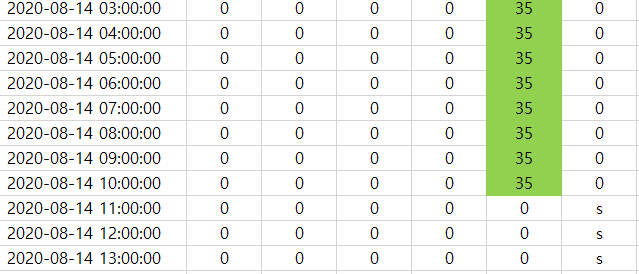 2020-08-14 03:00:00 0 0 0 0 35 0
2020-08-14 04:00:00 0 0 0 0 35 0
2020-08-14 05:00:00 0 0 0 0 35 0
2020-08-14 06:00:00 0 0 0 0 35 0
2020-08-14 07:00:00 0 0 0 0 35 0
2020-08-14 08:00:00 0 0 0 0 35 0
2020-08-14 09:00:00 0 0 0 0 35 0
2020-08-14 10:00:00 0 0 0 0 35 0
2020-08-14 11:00:00 0 0 0 0 0 s
2020-08-14 12:00:00 0 0 0 0 0 s
2020-08-14 13:00:00 0 0 0 0 0 s